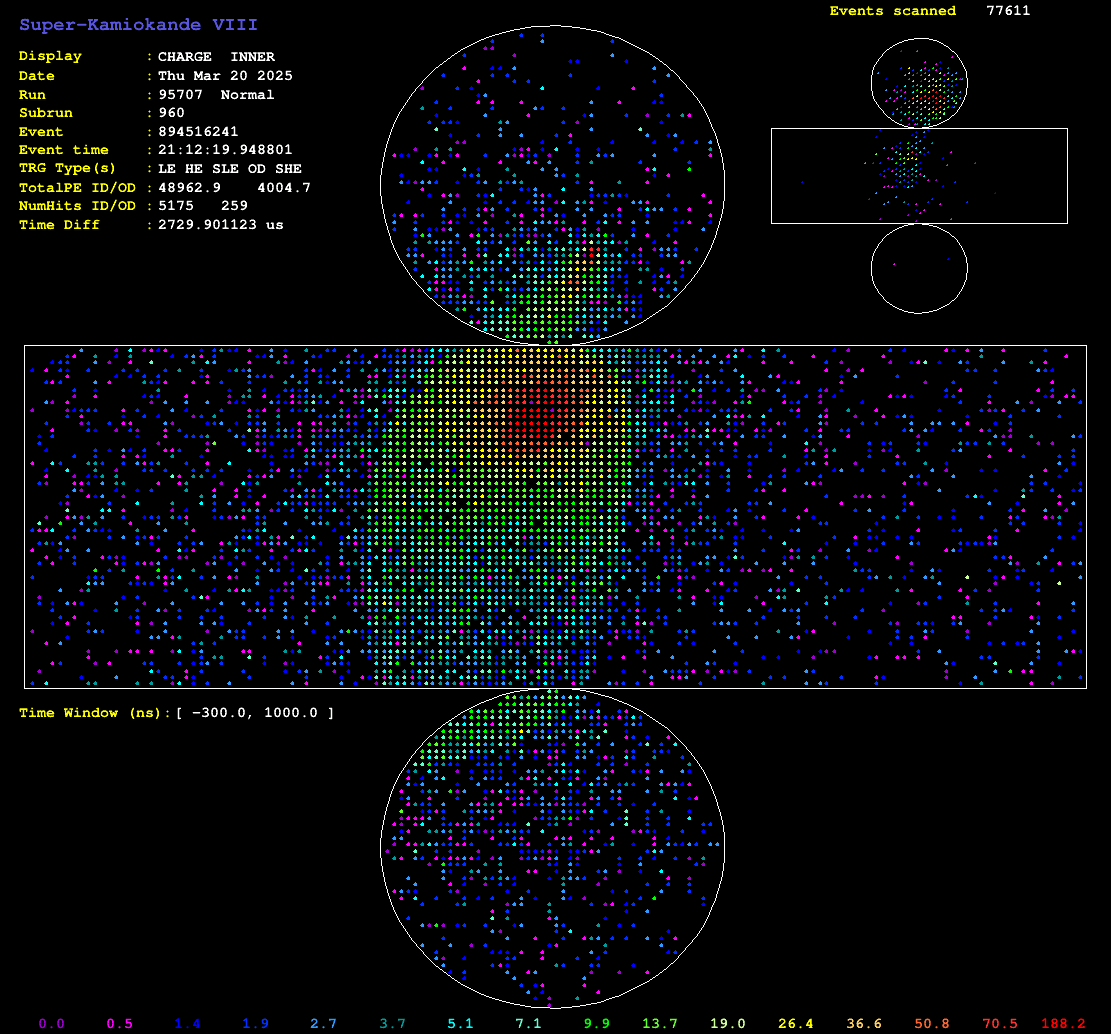 Super-Kamiokande VIII
Events scanned 77611
Display : CHARGE INNER
Date : Thu Mar 20 2025
Run : 95707 Normal
Subrun : 960
Event : 894516241
Event time : 21:12:19.948801
TRG Type(s) : LE HE SLE OD SHE
TotalPE ID/OD : 48962.9 4004.7
NumHits ID/OD : 5175 259
Time Diff : 2729.901123 us
Time Window (ns): [ -300.0, 1000.0 ]
0.0 0.5 1.4 1.9 2.7 3.7 5.1 7.1 9.9 13.7 19.0 26.4 36.6 50.8 70.5 188.2